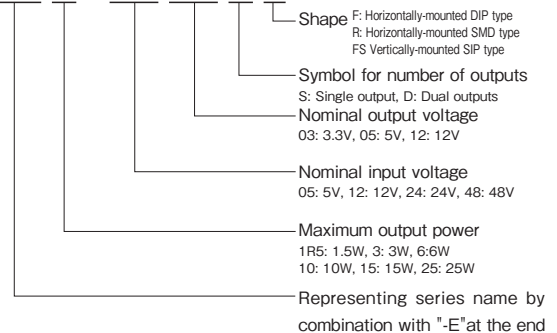 Shape F: Horizontally-mounted DIP type
R: Horizontally-mounted SMD type
FS Vertically-mounted SIP type
Symbol for number of outputs
S: Single output, D: Dual outputs
Nominal output voltage
03: 3.3V, 05: 5V, 12: 12V
Nominal input voltage
05: 5V, 12: 12V, 24: 24V, 48: 48V
Maximum output power
1R5: 1.5W, 3: 3W, 6:6W
10: 10W, 15: 15W, 25: 25W
Representing series name by
combination with "-E"at the end